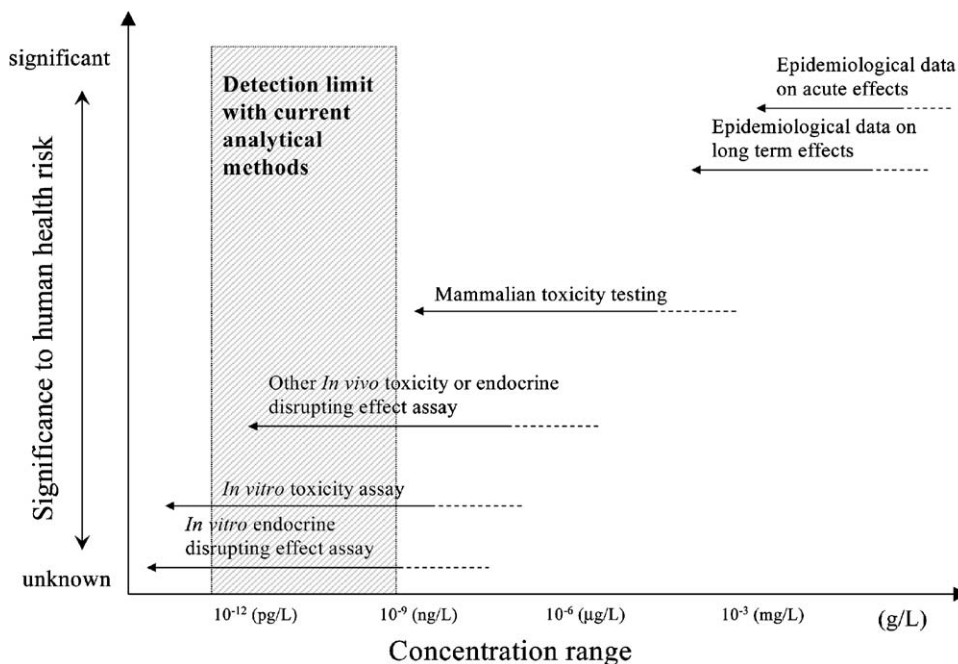 significant
Detection limit
with current
analytical
methods
Epidemiological data
on acute effects
Epidemiological data on
long term effects
Mammalian toxicity testing
Other In vivo toxicity or endocrine
disrupting effect assay
In vitro toxicity assay
In vitro endocrine
disrupting effect assay
unknown
Significance to human health risk
10⁻¹² (pg/L)
10⁻⁹ (ng/L)
10⁻⁶ (µg/L)
10⁻³ (mg/L)
(g/L)
Concentration range